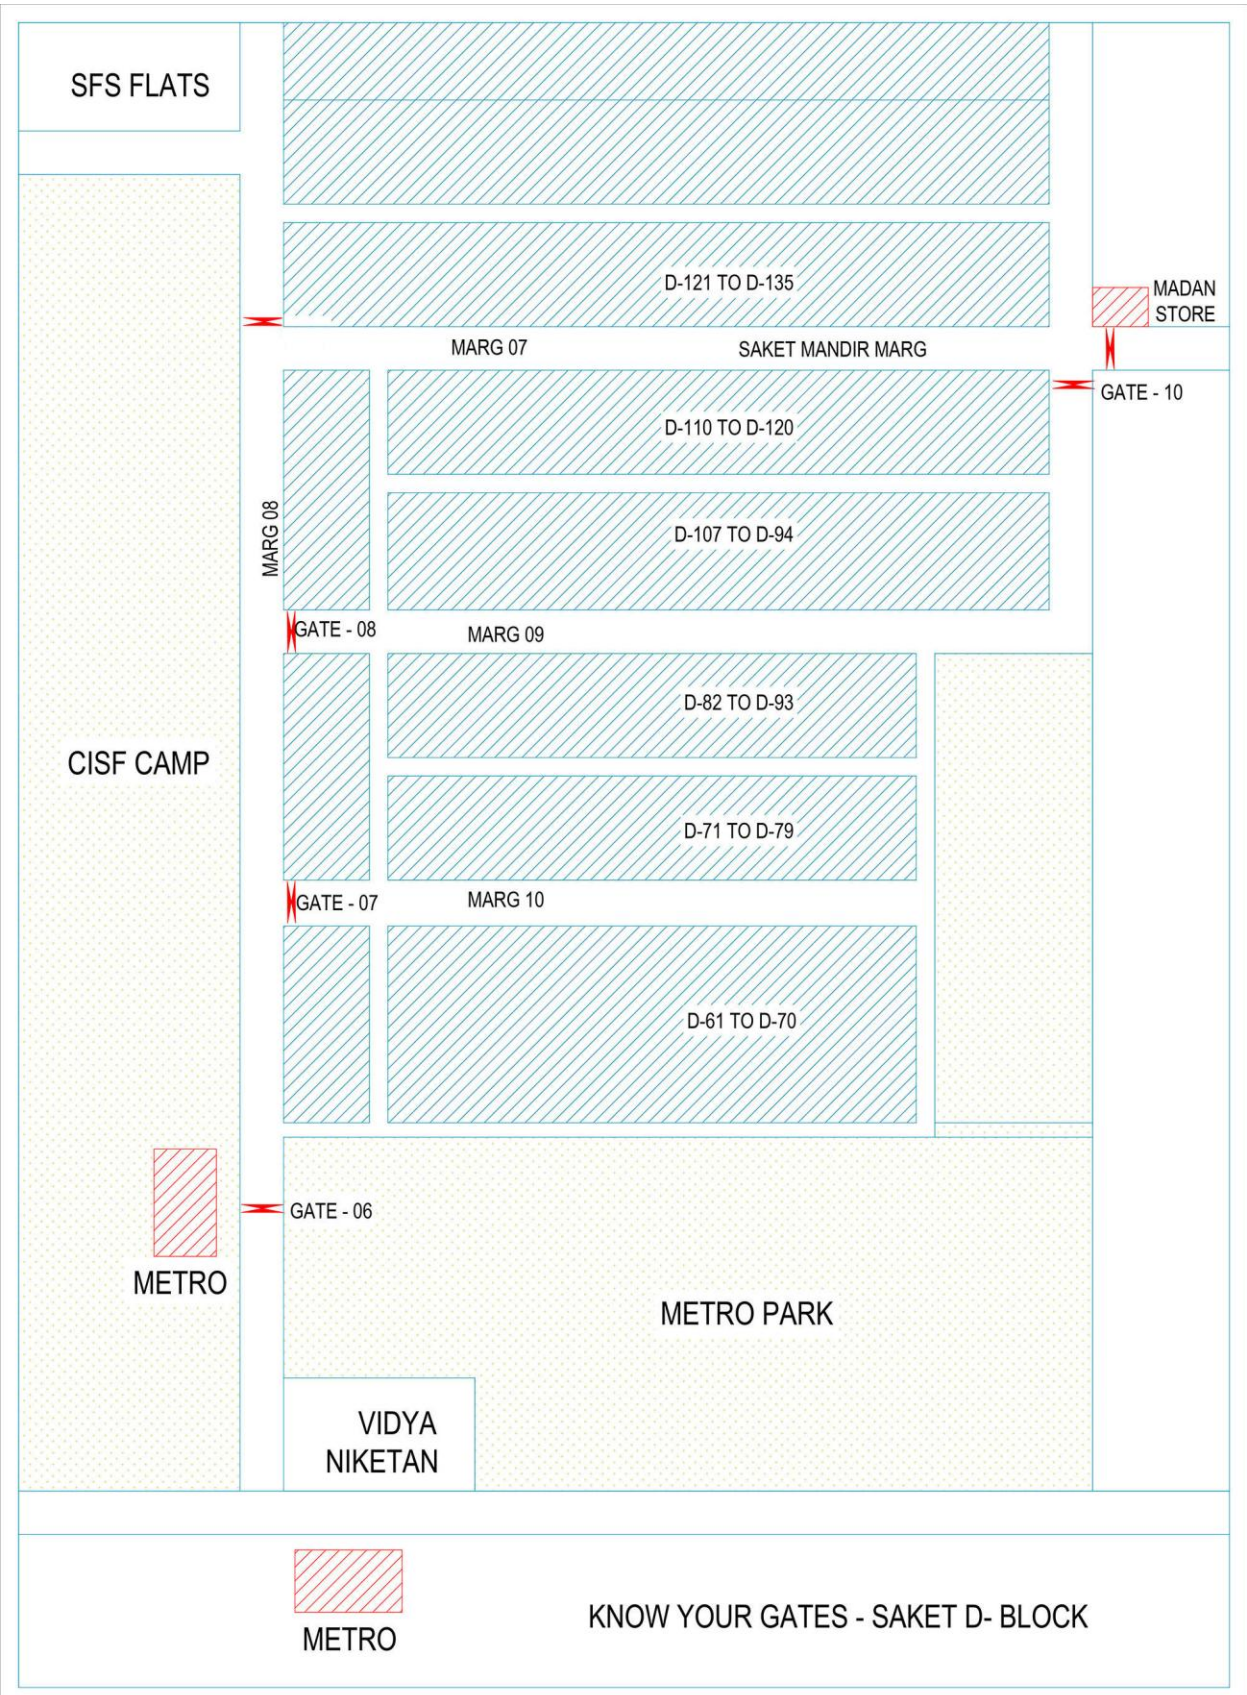 SFS FLATS
D-121 TO D-135
MADAN
STORE
MARG 07
SAKET MANDIR MARG
GATE - 10
D-110 TO D-120
MARG 08
D-107 TO D-94
GATE - 08
MARG 09
D-82 TO D-93
CISF CAMP
D-71 TO D-79
GATE - 07
MARG 10
D-61 TO D-70
GATE - 06
METRO
METRO PARK
VIDYA
NIKETAN
METRO
KNOW YOUR GATES - SAKET D- BLOCK